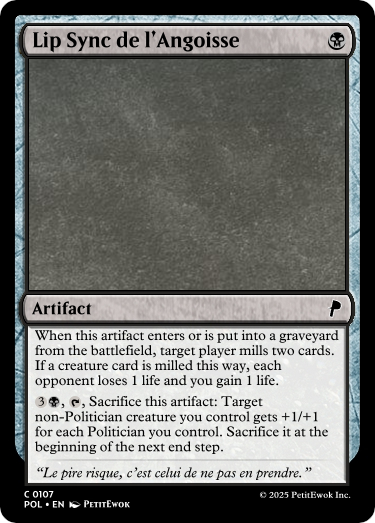 Lip Sync de l'Angoisse
Artifact
When this artifact enters or is put into a graveyard
from the battlefield, target player mills two cards.
If a creature card is milled this way, each
opponent loses 1 life and you gain 1 life.
3 , , Sacrifice this artifact: Target
non-Politician creature you control gets +1/+1
for each Politician you control. Sacrifice it at the
beginning of the next end step.
“Le pire risque, c’est celui de ne pas en prendre.”
C 0107
POL • EN PETITEWOK
© 2025 PetitEwok Inc.